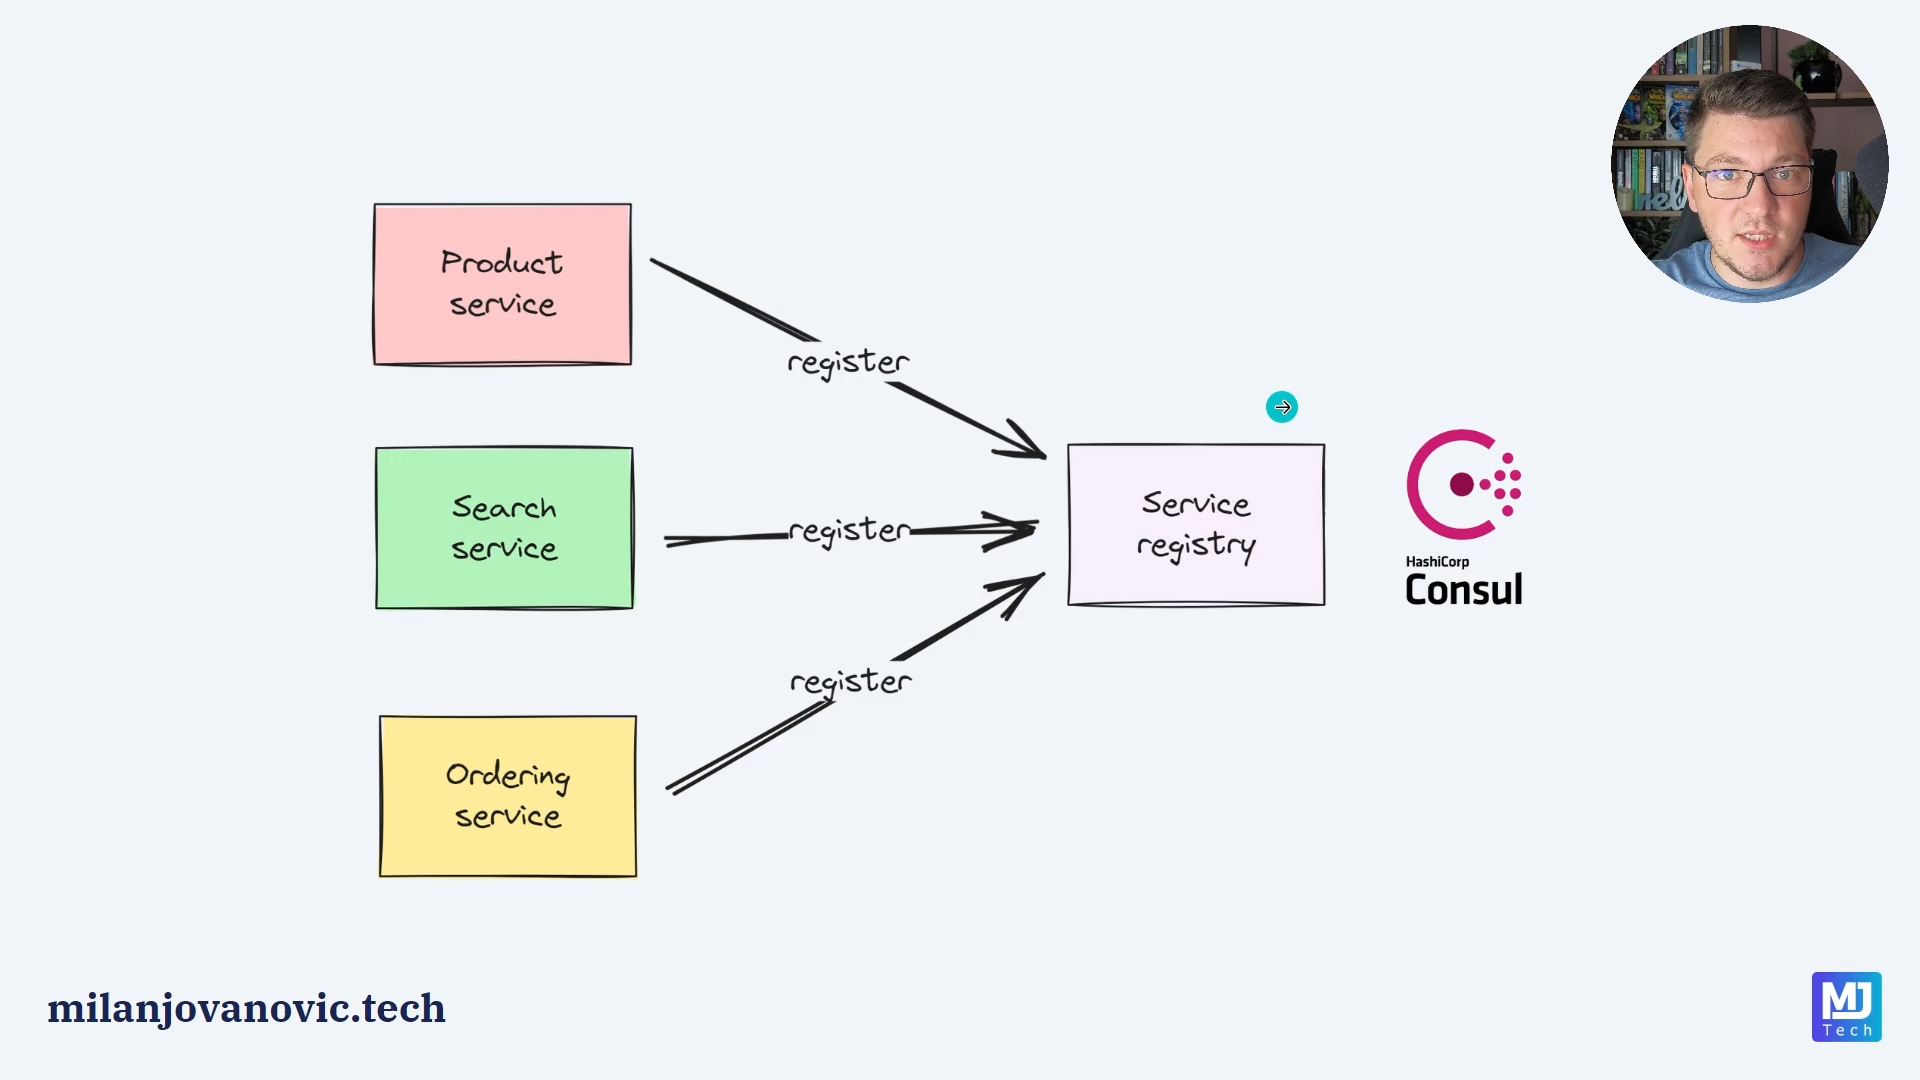 Product
service
register
Search
service
register
Service
registry
HashiCorp
Consul
register
Ordering
service
milanjovanovic.tech
MJ
Tech